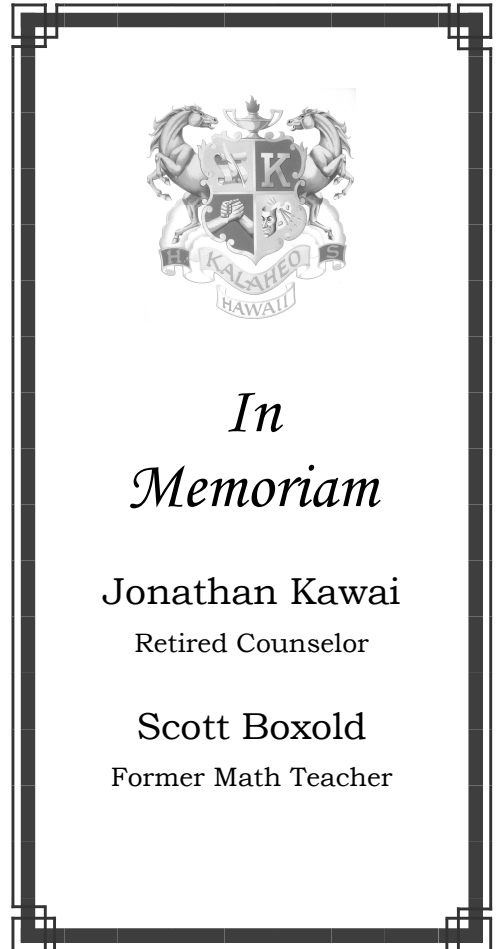 K
H S
KALAHEO
HAWAII
In
Memoriam
Jonathan Kawai
Retired Counselor
Scott Boxold
Former Math Teacher